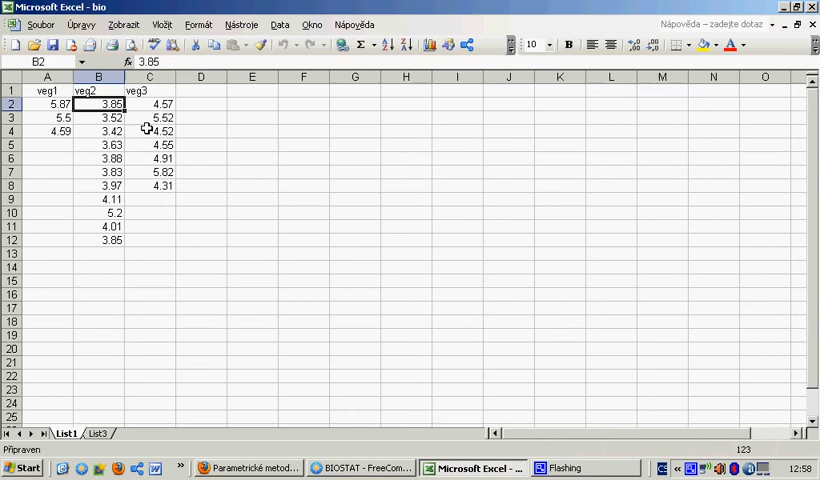 Microsoft Excel - bio
Soubor Úpravy Zobrazit Vložit Formát Nástroje Data Okno Nápověda Nápověda – zadejte dotaz
Σ 10 B A
B2 fx 3.85
A B C D E F G H I J K L M N O
1 veg1 veg2 veg3
2 5.87 3.85 4.57
3 5.5 3.52 5.52
4 4.59 3.42 4.52
5 3.63 4.55
6 3.88 4.91
7 3.83 5.82
8 3.97 4.31
9 4.11
10 5.2
11 4.01
12 3.85
13
14
15
16
17
18
19
20
21
22
23
24
25
List1 List3
Připraven 123
Start Parametrické metod... BIOSTAT - FreeCom... Microsoft Excel - ... Flashing CS 12:58